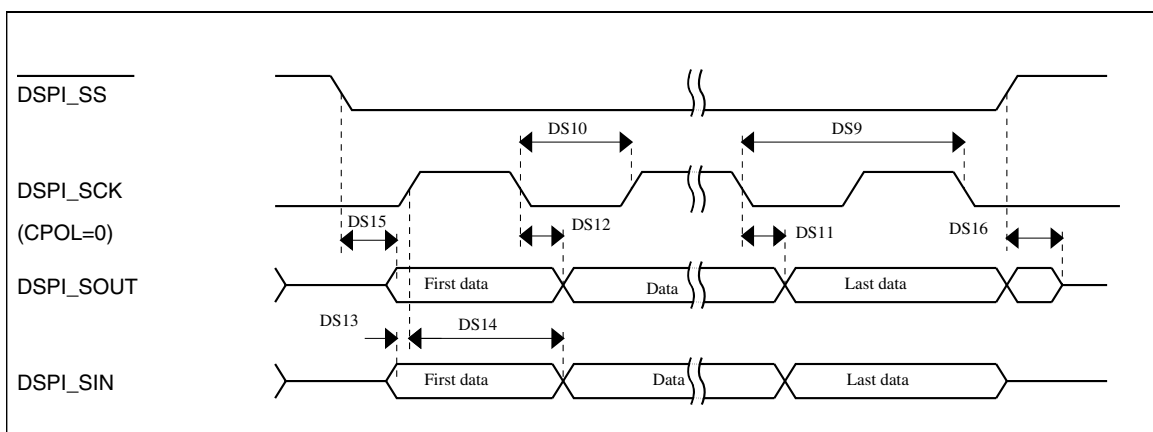 DSPI_SS
DS10
DS9
DSPI_SCK
(CPOL=0)
DS15
DS12
DS11
DS16
DSPI_SOUT
First data
Data
Last data
DS13
DS14
DSPI_SIN
First data
Data
Last data